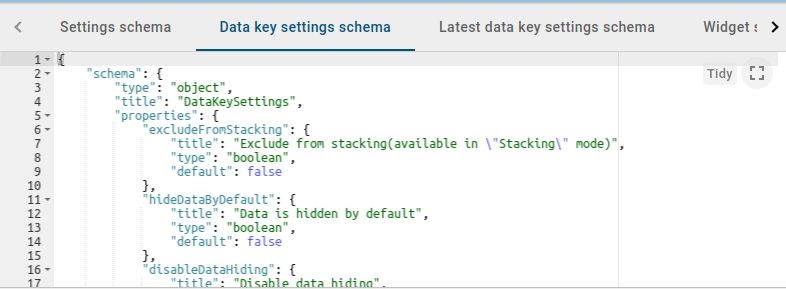 Settings schema
Data key settings schema
Latest data key settings schema
Widget s
Tidy
1 {
2 "schema": {
3 "type": "object",
4 "title": "DataKeySettings",
5 "properties": {
6 "excludeFromStacking": {
7 "title": "Exclude from stacking(available in \"Stacking\" mode)",
8 "type": "boolean",
9 "default": false
10 },
11 "hideDataByDefault": {
12 "title": "Data is hidden by default",
13 "type": "boolean",
14 "default": false
15 },
16 "disableDataHiding": {
17 "title": "Disable data hiding",